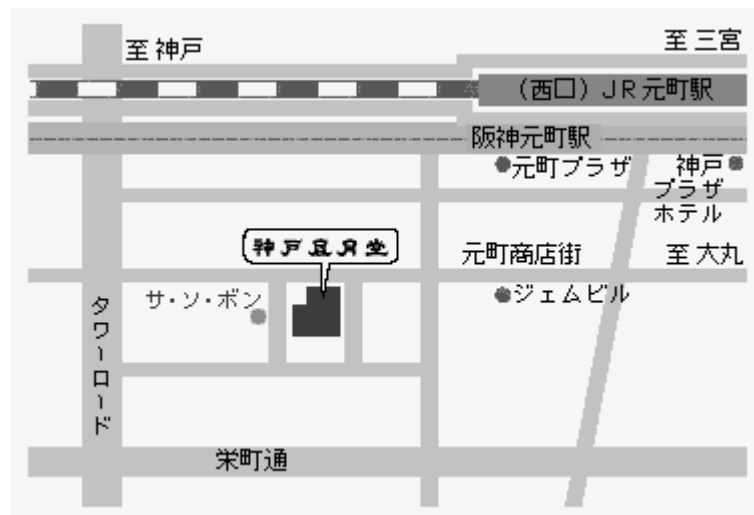 至 神戸
至 三宮
(西口) JR元町駅
阪神元町駅
元町プラザ
神戸
プラザ
ホテル
神戸凮月堂
元町商店街
至 大丸
サ・ソ・ボン
ジェムビル
タワーロード
栄町通